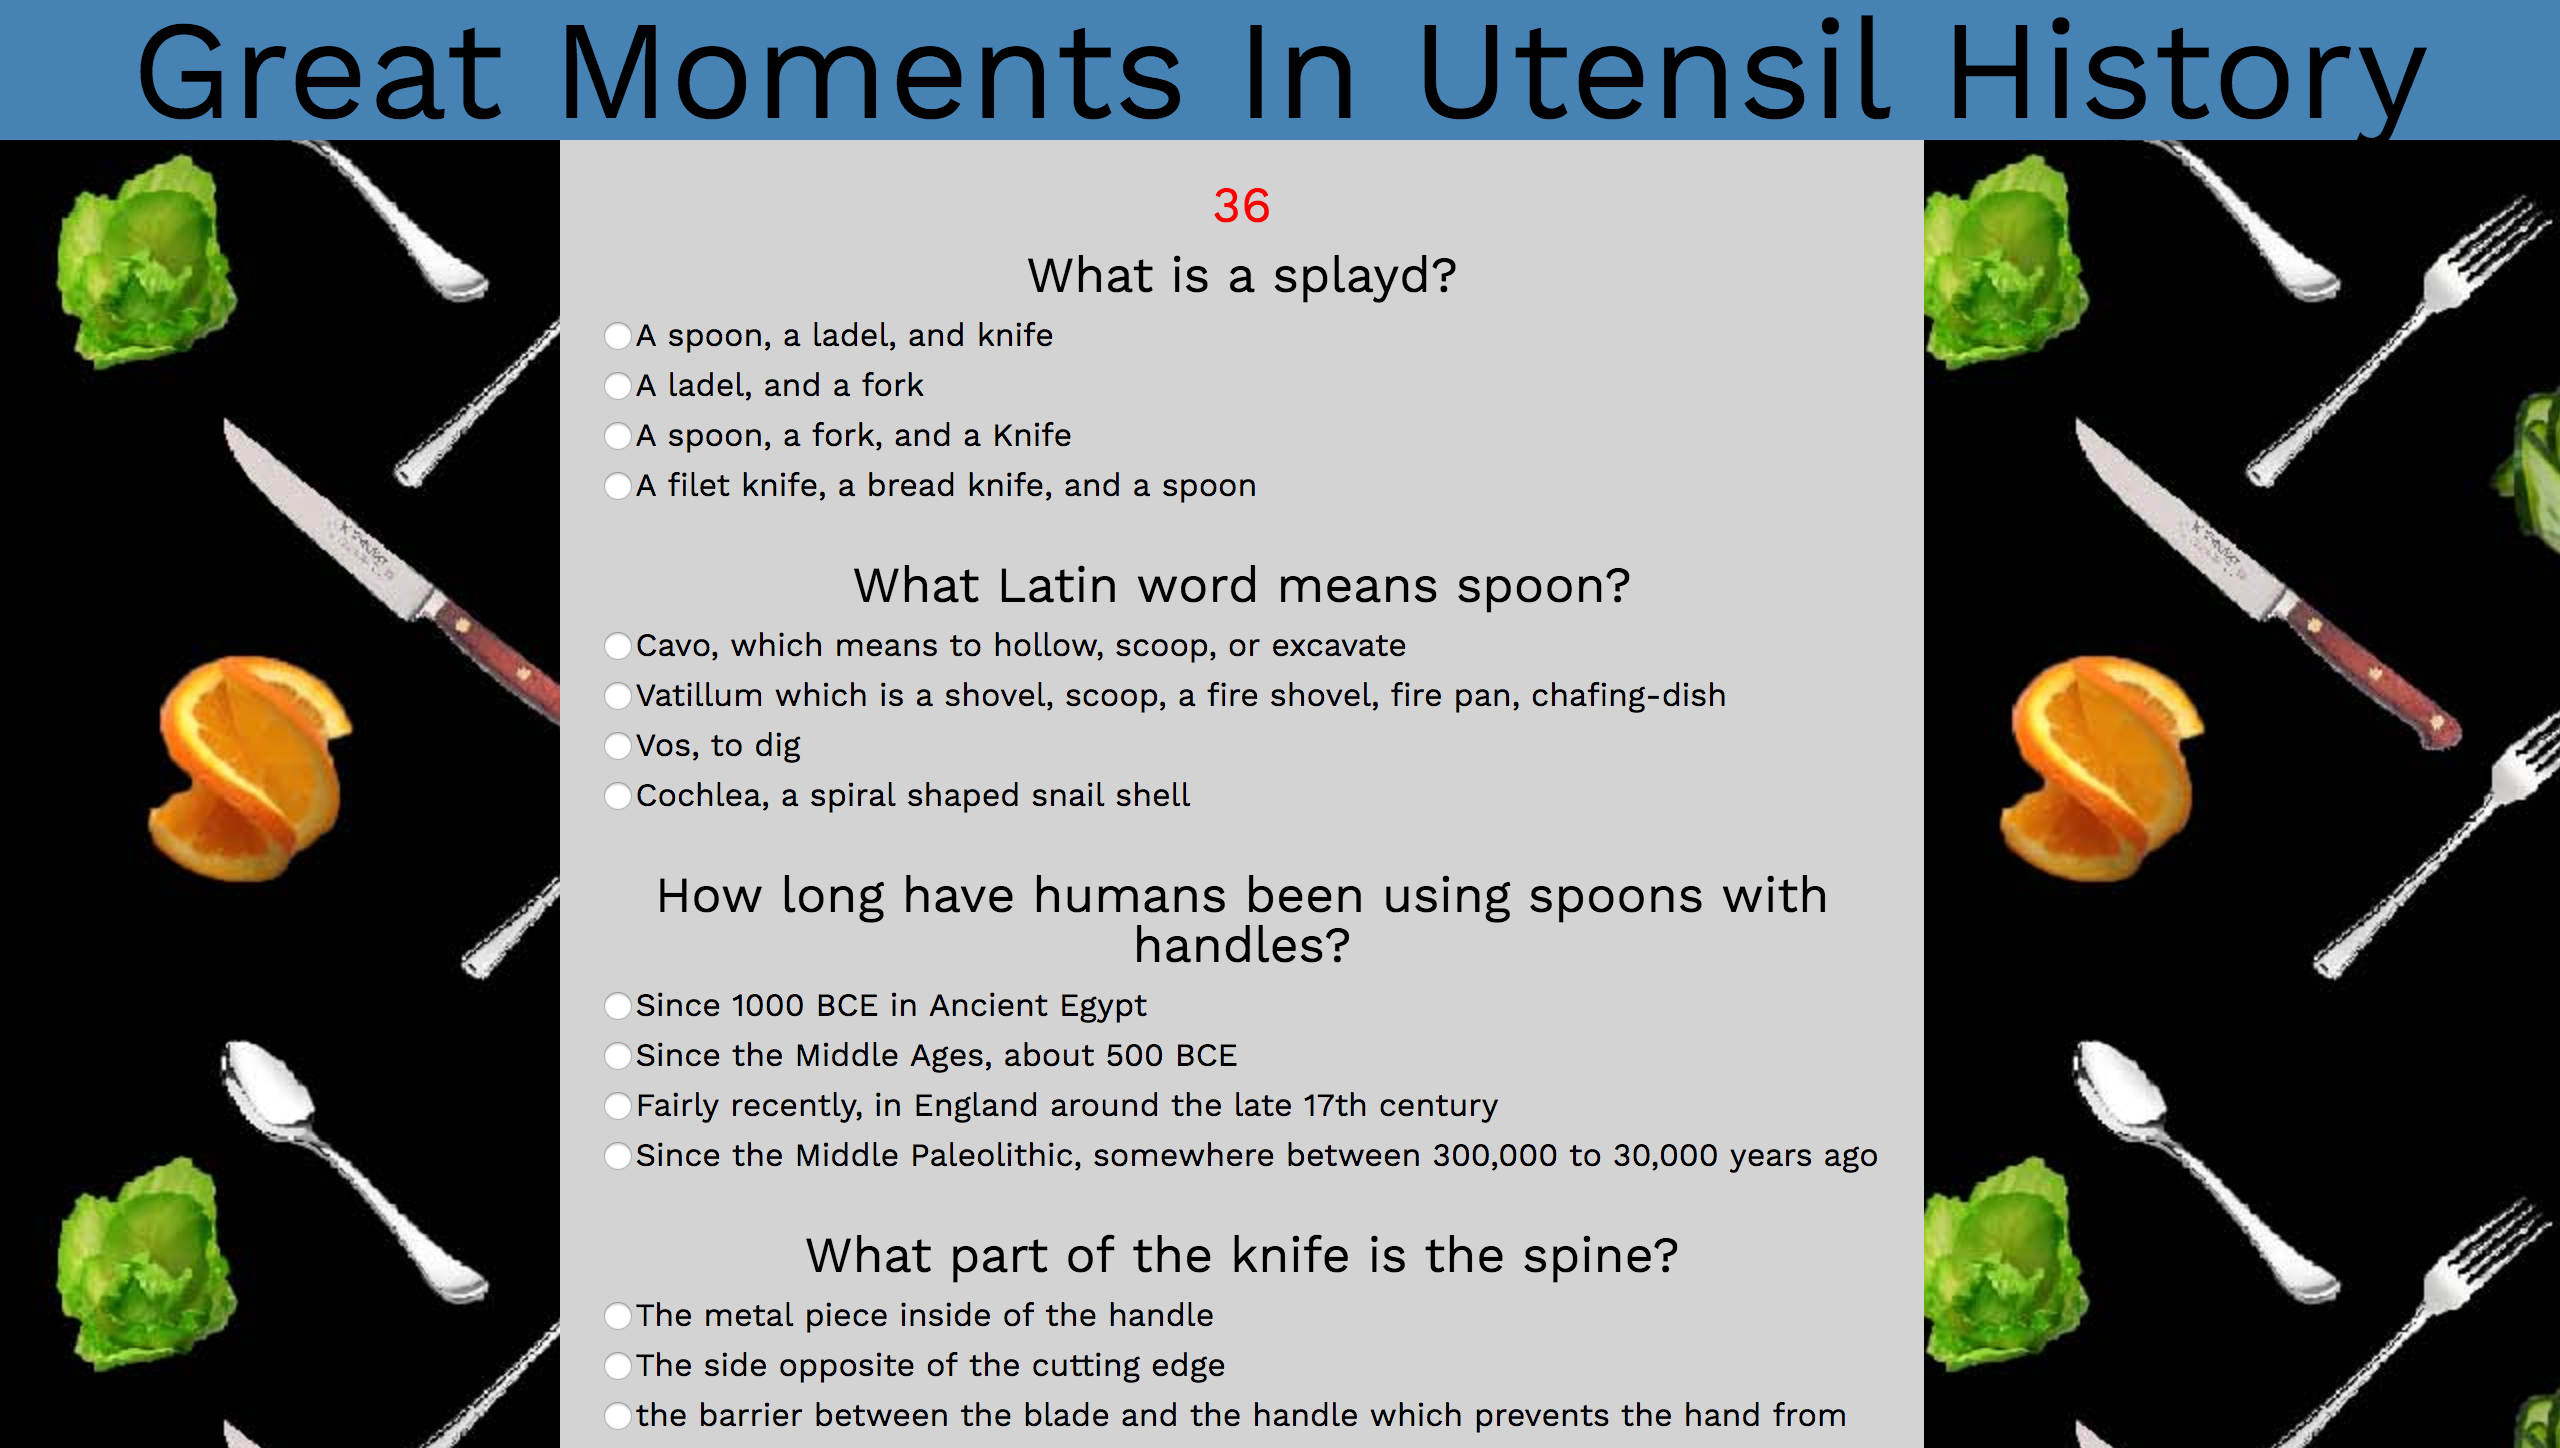 Great Moments In Utensil History
36
What is a splayd?
A spoon, a ladel, and knife
A ladel, and a fork
A spoon, a fork, and a Knife
A filet knife, a bread knife, and a spoon
What Latin word means spoon?
Cavo, which means to hollow, scoop, or excavate
Vatillum which is a shovel, scoop, a fire shovel, fire pan, chafing-dish
Vos, to dig
Cochlea, a spiral shaped snail shell
How long have humans been using spoons with
handles?
Since 1000 BCE in Ancient Egypt
Since the Middle Ages, about 500 BCE
Fairly recently, in England around the late 17th century
Since the Middle Paleolithic, somewhere between 300,000 to 30,000 years ago
What part of the knife is the spine?
The metal piece inside of the handle
The side opposite of the cutting edge
the barrier between the blade and the handle which prevents the hand from